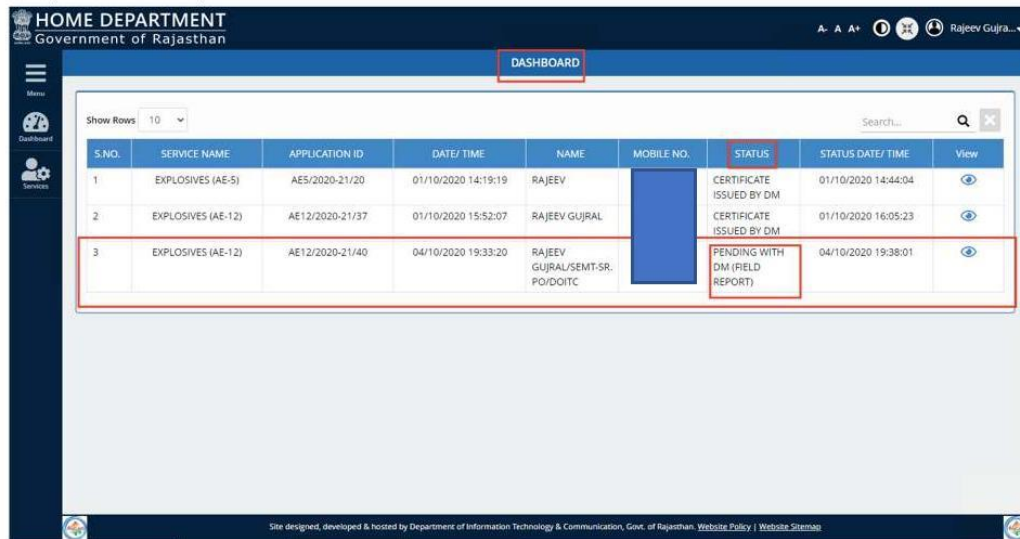 HOME DEPARTMENT
Government of Rajasthan
A- A A+
Rajeev Gujra...
Menu
Dashboard
Services
DASHBOARD
Show Rows 10
Search...
S.NO. SERVICE NAME APPLICATION ID DATE/ TIME NAME MOBILE NO. STATUS STATUS DATE/ TIME View
1 EXPLOSIVES (AE-5) AE5/2020-21/20 01/10/2020 14:19:19 RAJEEV CERTIFICATE 01/10/2020 14:44:04
ISSUED BY DM
2 EXPLOSIVES (AE-12) AE12/2020-21/37 01/10/2020 15:52:07 RAJEEV GUJRAL CERTIFICATE 01/10/2020 16:05:23
ISSUED BY DM
3 EXPLOSIVES (AE-12) AE12/2020-21/40 04/10/2020 19:33:20 RAJEEV PENDING WITH 04/10/2020 19:38:01
GUJRAL/SEMT-SR. DM (FIELD
PO/DOITC REPORT)
Site designed, developed & hosted by Department of Information Technology & Communication, Govt. of Rajasthan. Website Policy | Website Sitemap